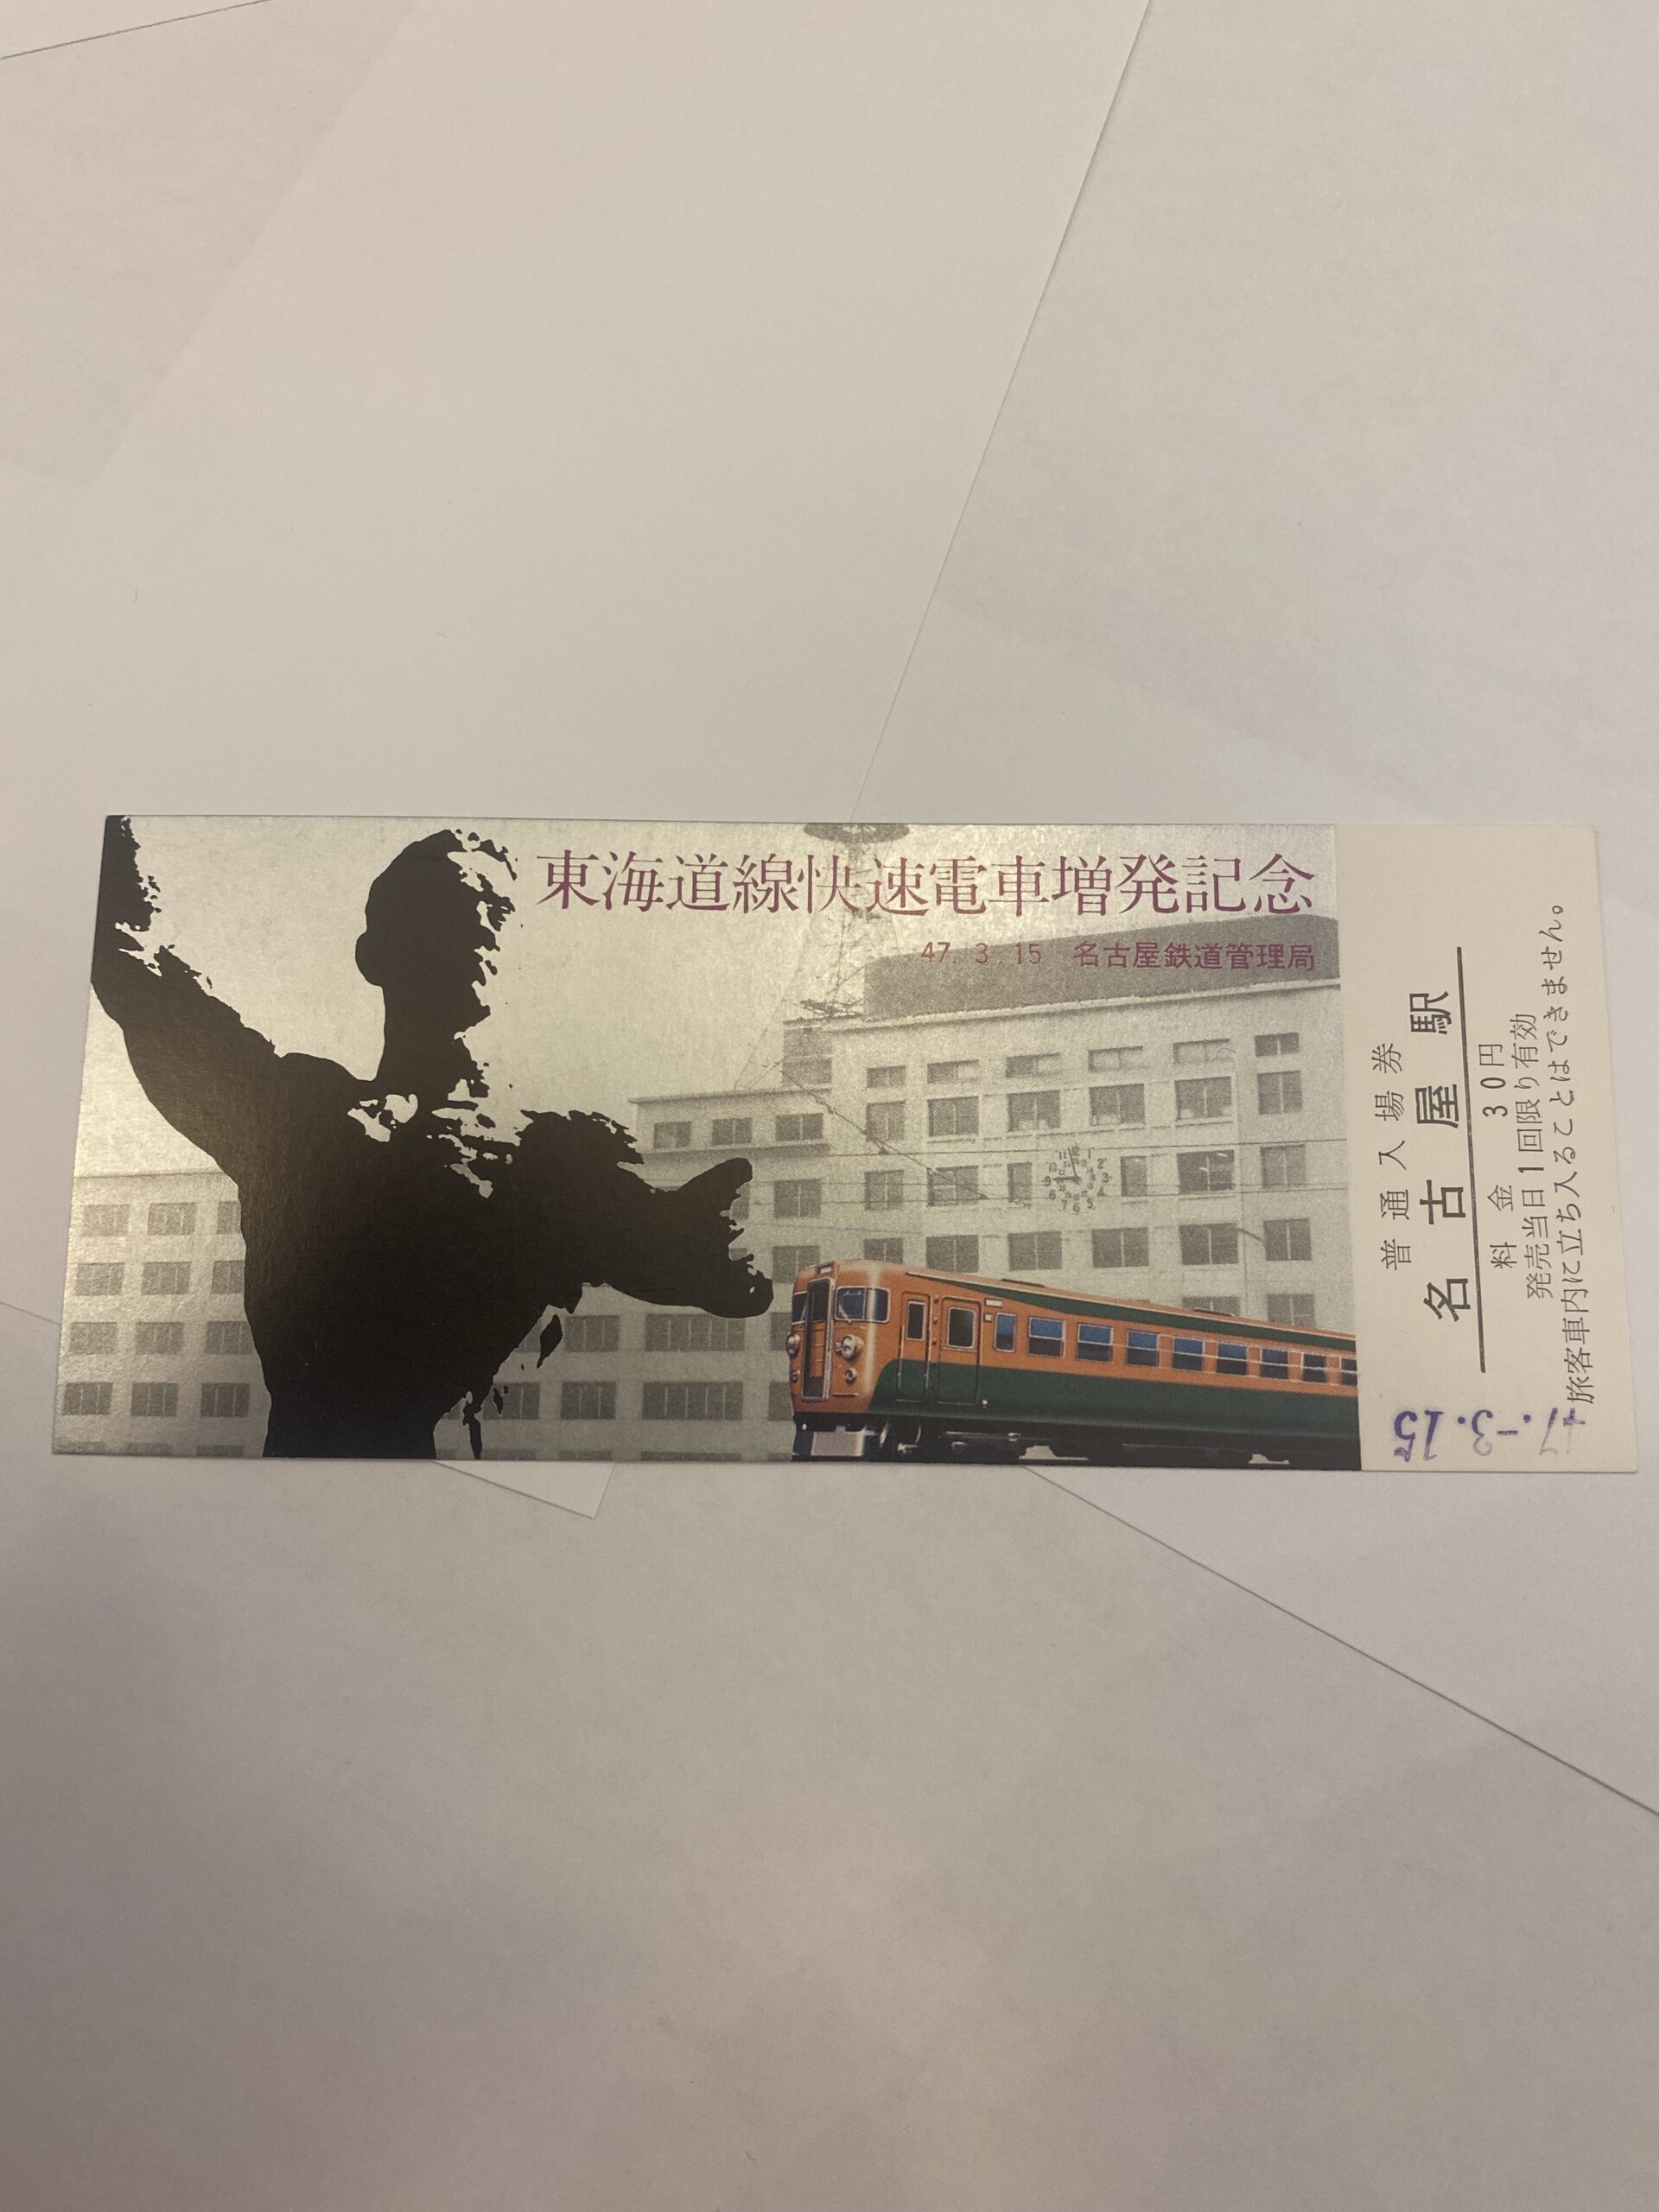 東海道線快速電車増発記念
47. 3. 15 名古屋鉄道管理局
普通入場券
名古屋駅
料金 30円
発売当日1回限り有効
旅客車内に立ち入ることはできません。
47.-3.15